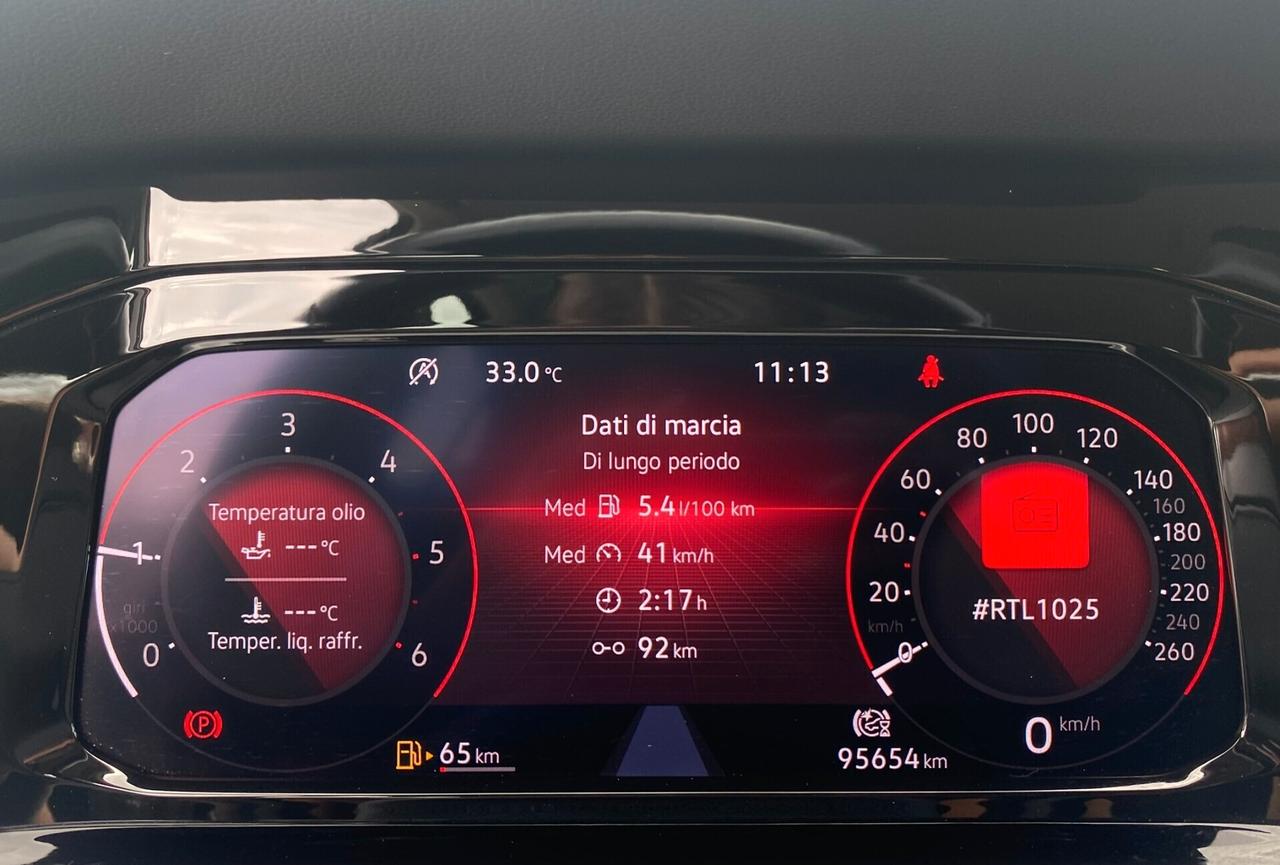 33.0 °C
11:13
Dati di marcia
Di lungo periodo
Med 5.4 l/100 km
Med 41 km/h
2:17 h
92 km
0
1
2
3
4
5
6
giri
x1000
Temperatura olio
--- °C
--- °C
Temper. liq. raffr.
0
20
40
60
80
100
120
140
160
180
200
220
240
260
km/h
#RTL1025
P
65 km
95654 km
0 km/h